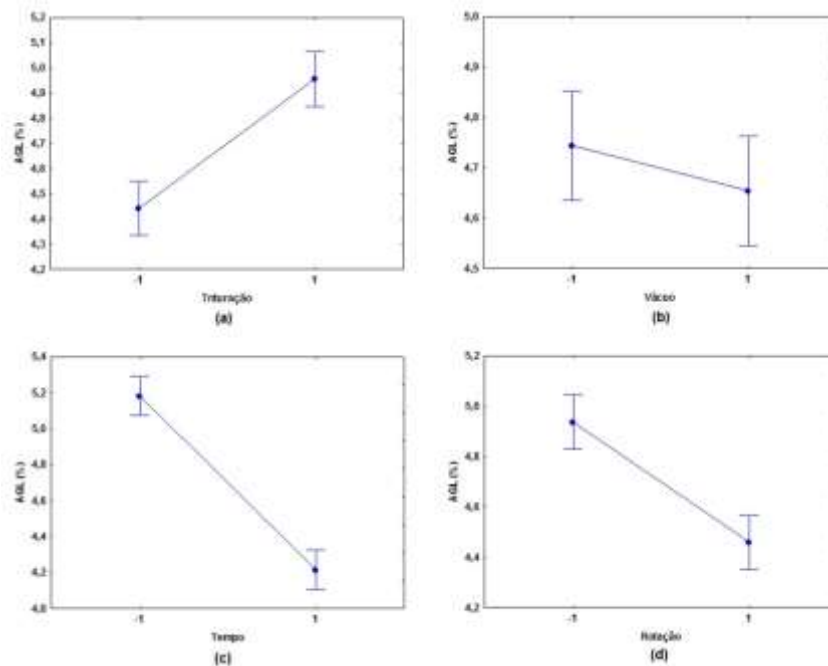 5,2
5,1
5,0
4,9
4,8
4,7
4,6
4,5
4,4
4,3
4,2
AGL (%)
-1 1
Trituração
(a)
5,0
4,9
4,8
4,7
4,6
4,5
AGL (%)
-1 1
Vácuo
(b)
5,4
5,2
5,0
4,8
4,6
4,4
4,2
4,0
AGL (%)
-1 1
Tempo
(c)
5,2
5,0
4,8
4,6
4,4
4,2
AGL (%)
-1 1
Rotação
(d)